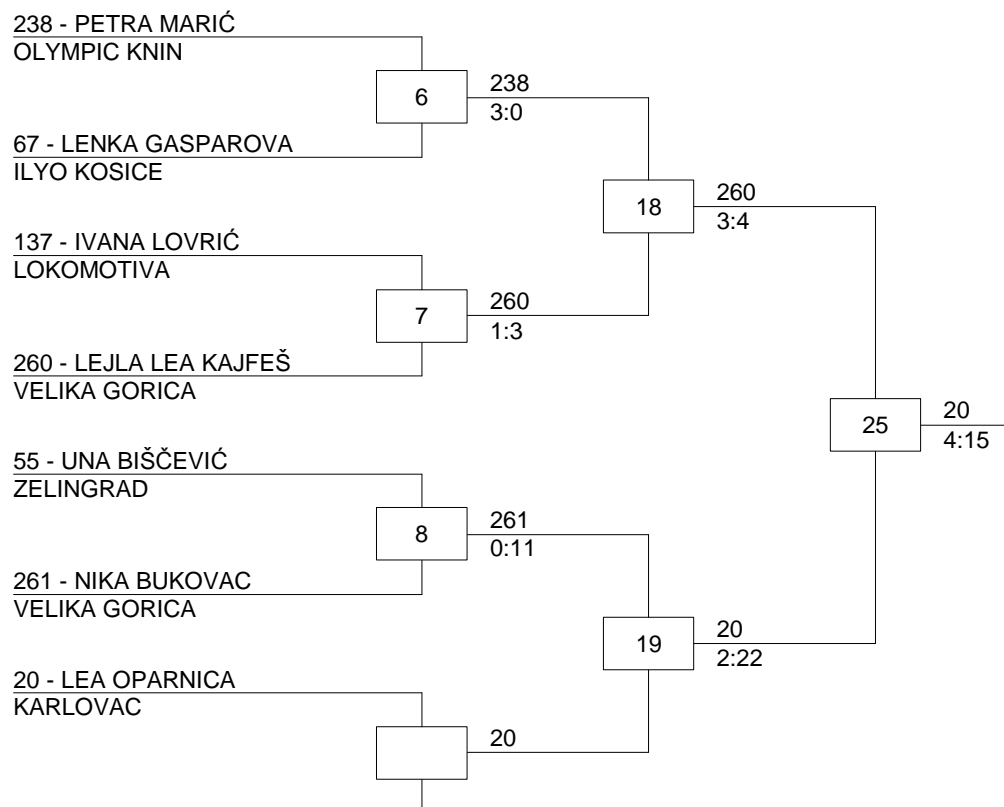 238 - PETRA MARIĆ
OLYMPIC KNIN
6
238
3:0
67 - LENKA GASPAROVA
ILYO KOSICE
18
260
3:4
137 - IVANA LOVRIĆ
LOKOMOTIVA
7
260
1:3
260 - LEJLA LEA KAJFEŠ
VELIKA GORICA
25
20
4:15
55 - UNA BIŠČEVIĆ
ZELINGRAD
8
261
0:11
261 - NIKA BUKOVAC
VELIKA GORICA
19
20
2:22
20 - LEA OPARNICA
KARLOVAC
20